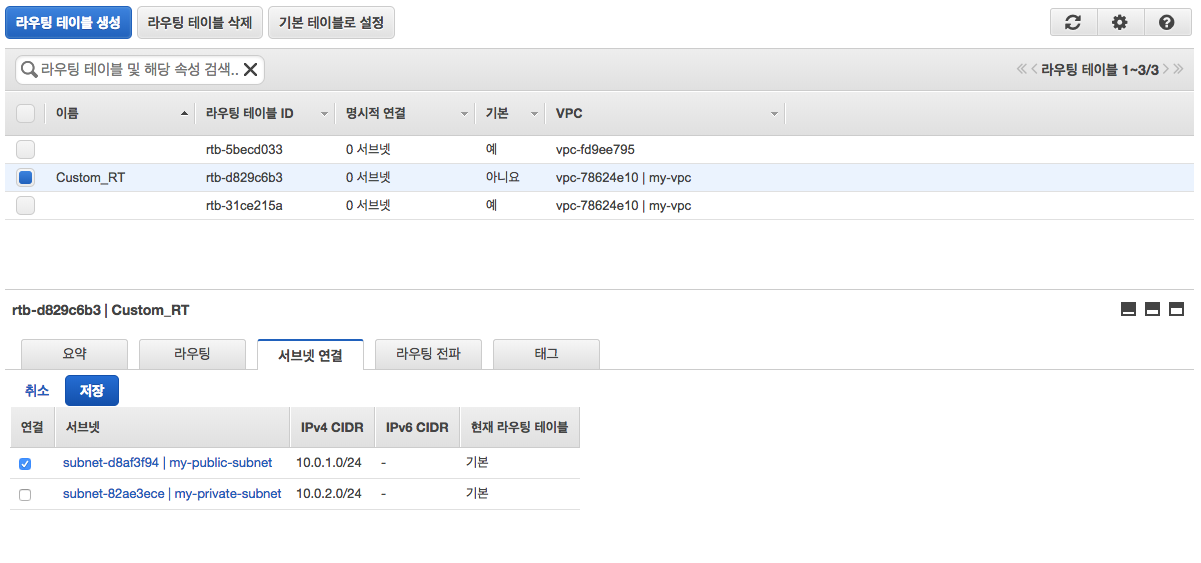 라우팅 테이블 생성 라우팅 테이블 삭제 기본 테이블로 설정
라우팅 테이블 및 해당 속성 검색.. 라우팅 테이블 1~3/3
이름 라우팅 테이블 ID 명시적 연결 기본 VPC
rtb-5becd033 0 서브넷 예 vpc-fd9ee795
Custom_RT rtb-d829c6b3 0 서브넷 아니요 vpc-78624e10 | my-vpc
rtb-31ce215a 0 서브넷 예 vpc-78624e10 | my-vpc
rtb-d829c6b3 | Custom_RT
요약 라우팅 서브넷 연결 라우팅 전파 태그
취소 저장
연결 서브넷 IPv4 CIDR IPv6 CIDR 현재 라우팅 테이블
subnet-d8af3f94 | my-public-subnet 10.0.1.0/24 - 기본
subnet-82ae3ece | my-private-subnet 10.0.2.0/24 - 기본